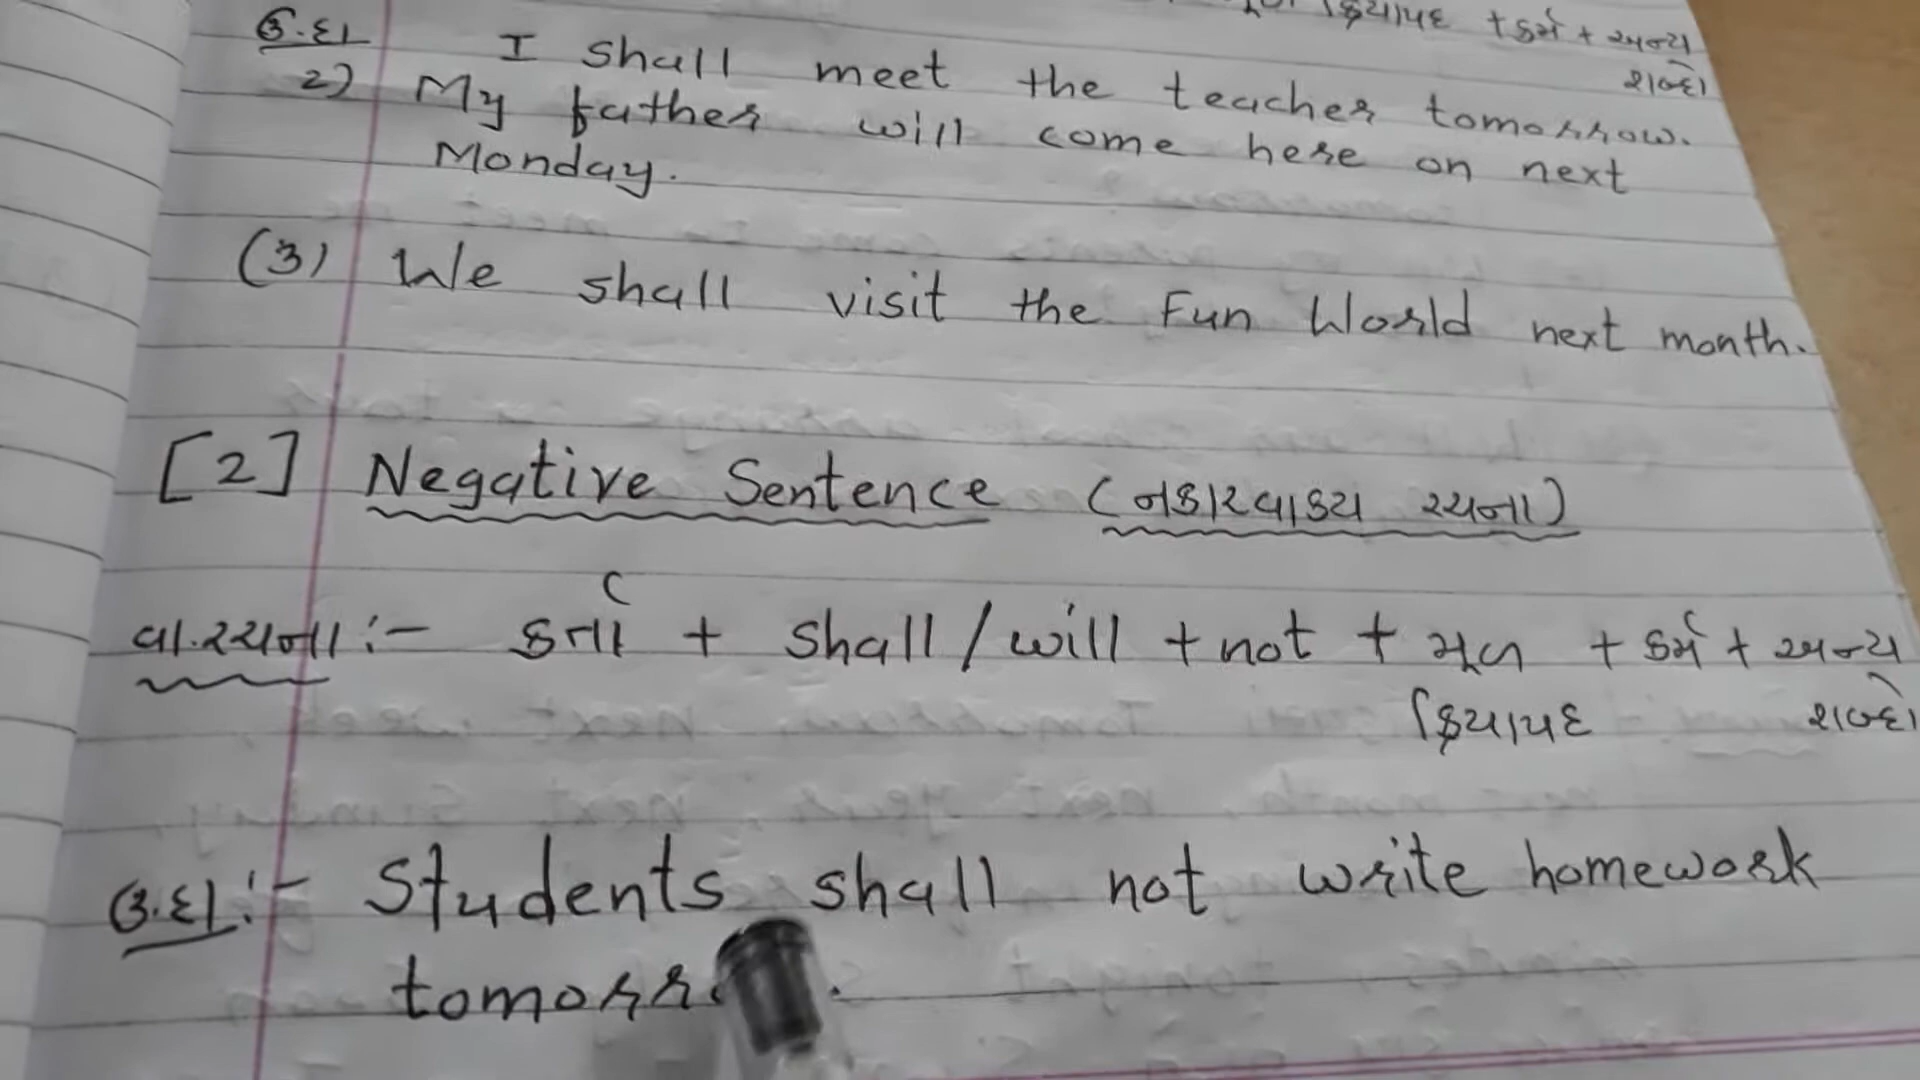 ક્રિયાપદ + કર્મ + અન્ય
શબ્દો
ઉ.દા I shall meet the teacher tomorrow.
2) My father will come here on next
Monday.
(3) We shall visit the Fun World next month.
[2] Negative Sentence (નકારવાક્ય રચના)
વા.રચના :- કર્તા + shall / will + not + મૂળ + કર્મ + અન્ય
ક્રિયાપદ શબ્દો
ઉ.દા :- Students shall not write homework